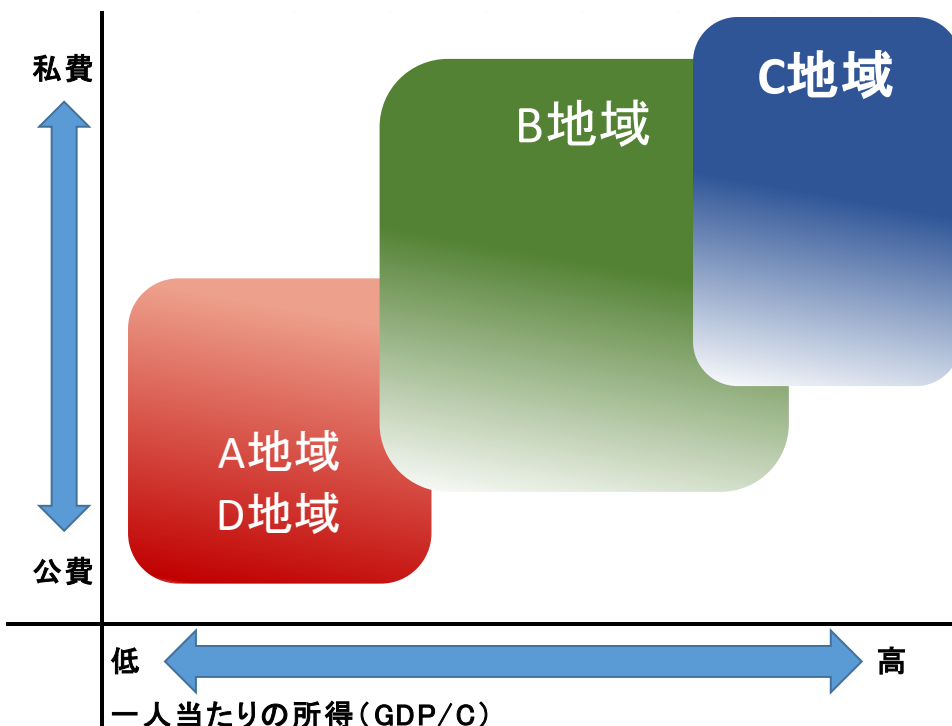 私費
C地域
B地域
A地域
D地域
公費
低
高
一人当たりの所得(GDP/C)